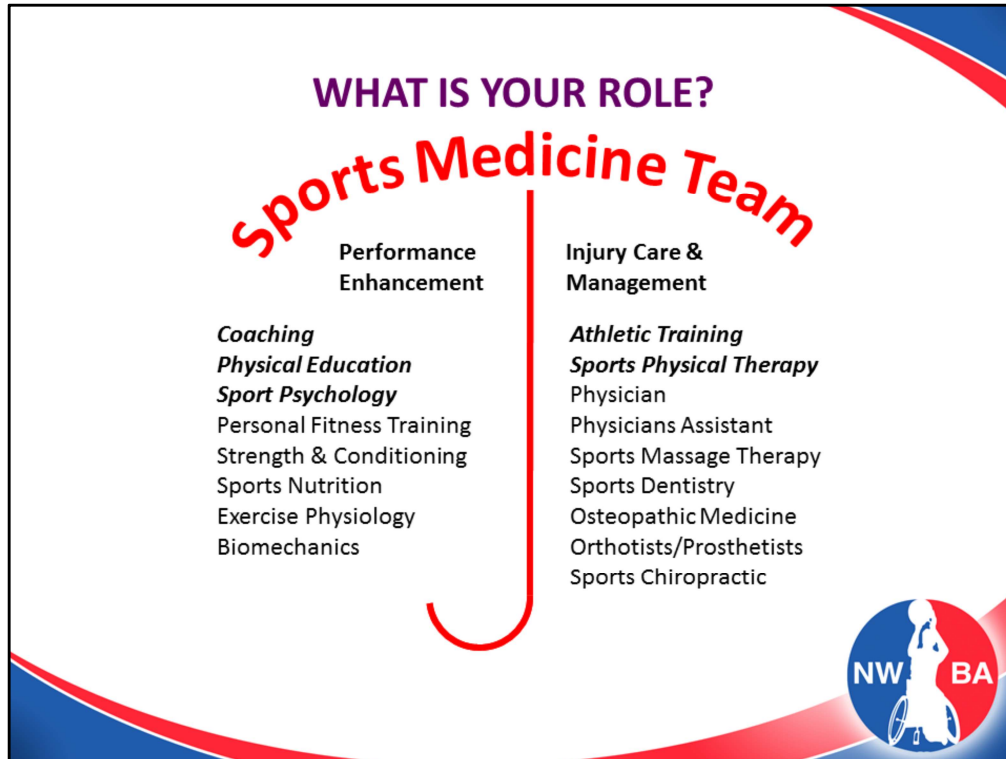 WHAT IS YOUR ROLE?
Sports Medicine Team
Performance
Enhancement
Coaching
Physical Education
Sport Psychology
Personal Fitness Training
Strength & Conditioning
Sports Nutrition
Exercise Physiology
Biomechanics
Injury Care &
Management
Athletic Training
Sports Physical Therapy
Physician
Physicians Assistant
Sports Massage Therapy
Sports Dentistry
Osteopathic Medicine
Orthotists/Prosthetists
Sports Chiropractic
NWBA